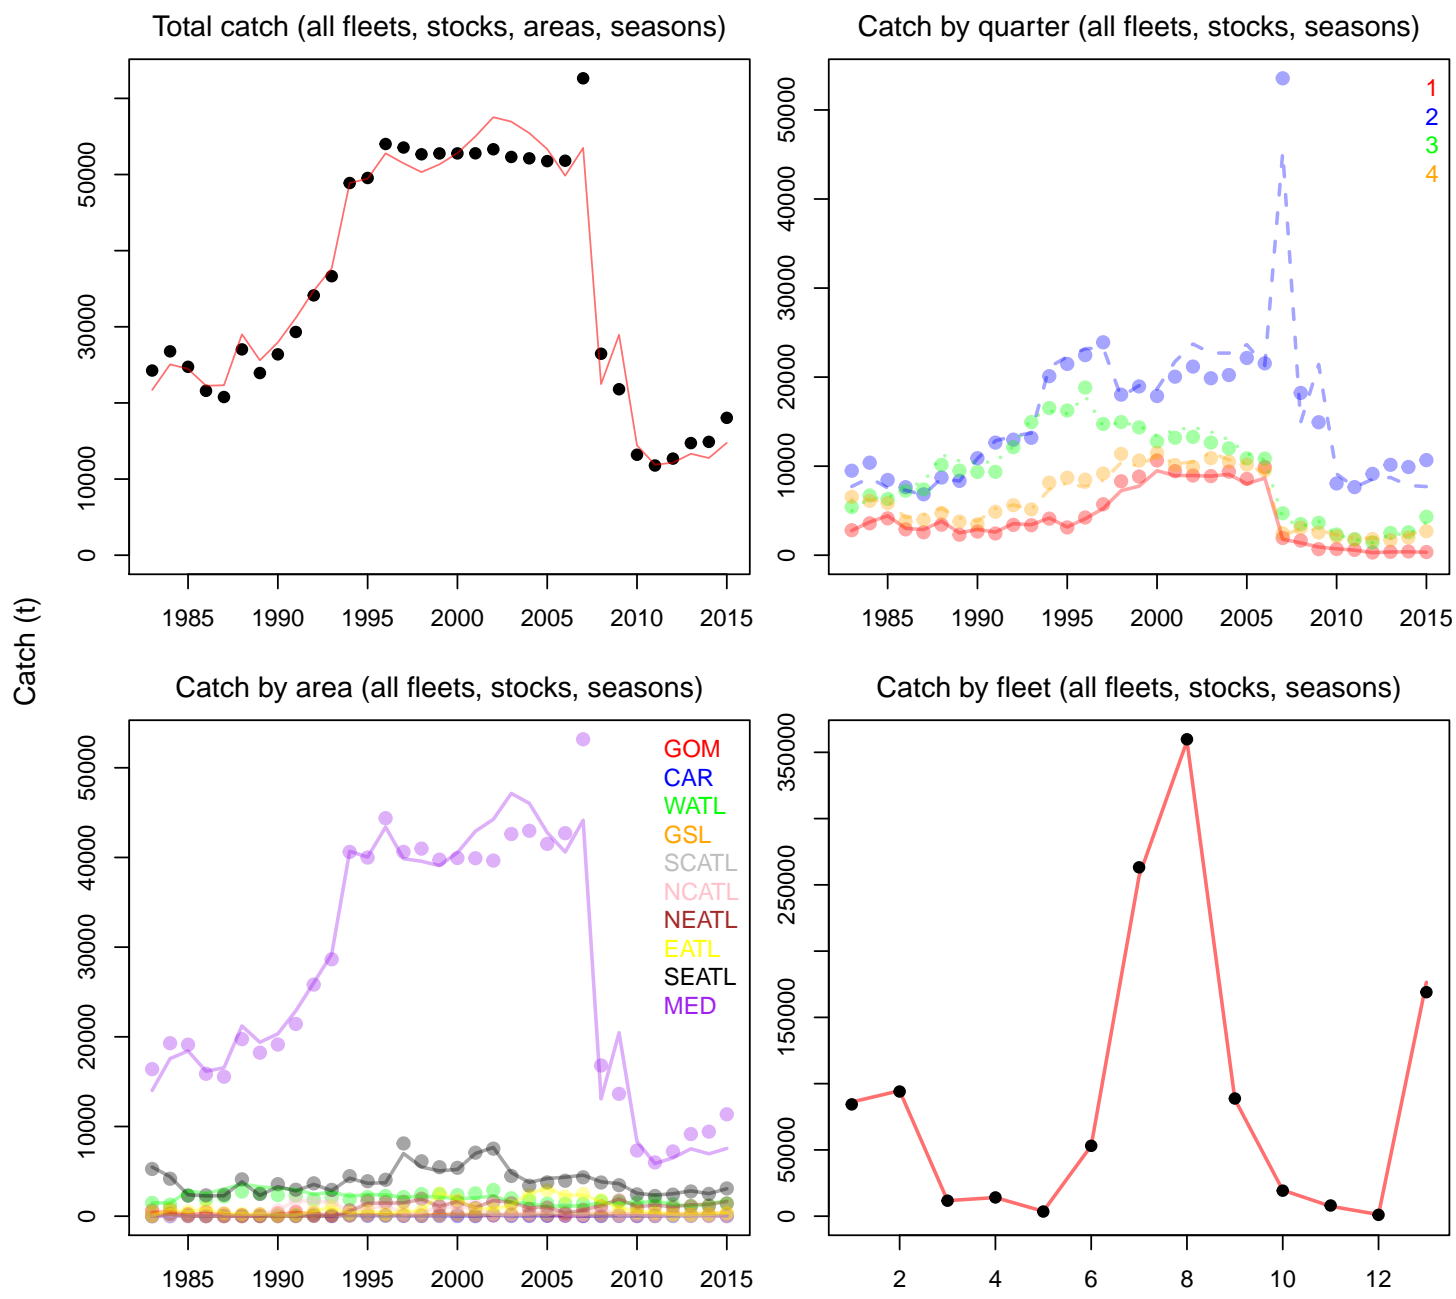 Total catch (all fleets, stocks, areas, seasons)
0
10000
30000
50000
1985 1990 1995 2000 2005 2010 2015
Catch by quarter (all fleets, stocks, seasons)
0
10000
20000
30000
40000
50000
1
2
3
4
1985 1990 1995 2000 2005 2010 2015
Catch (t)
Catch by area (all fleets, stocks, seasons)
0
10000
20000
30000
40000
50000
GOM
CAR
WATL
GSL
SCATL
NCATL
NEATL
EATL
SEATL
MED
1985 1990 1995 2000 2005 2010 2015
Catch by fleet (all fleets, stocks, seasons)
0
50000
150000
250000
350000
2 4 6 8 10 12